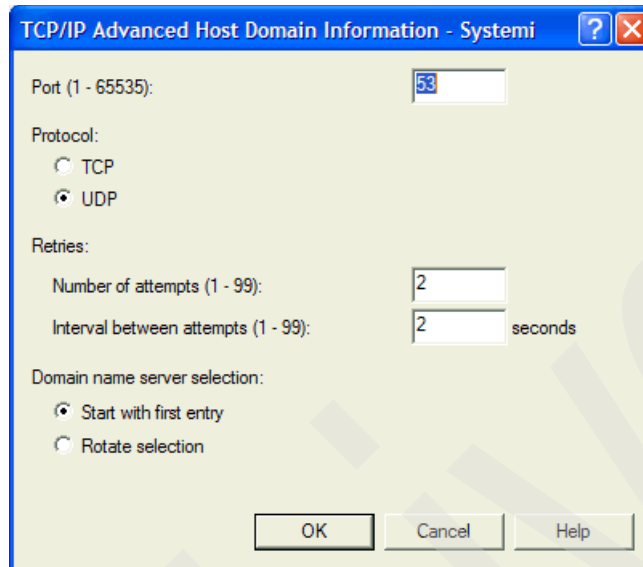 TCP/IP Advanced Host Domain Information - Systemi
Port (1 - 65535): 53
Protocol:
TCP
UDP
Retries:
Number of attempts (1 - 99): 2
Interval between attempts (1 - 99): 2 seconds
Domain name server selection:
Start with first entry
Rotate selection
OK Cancel Help